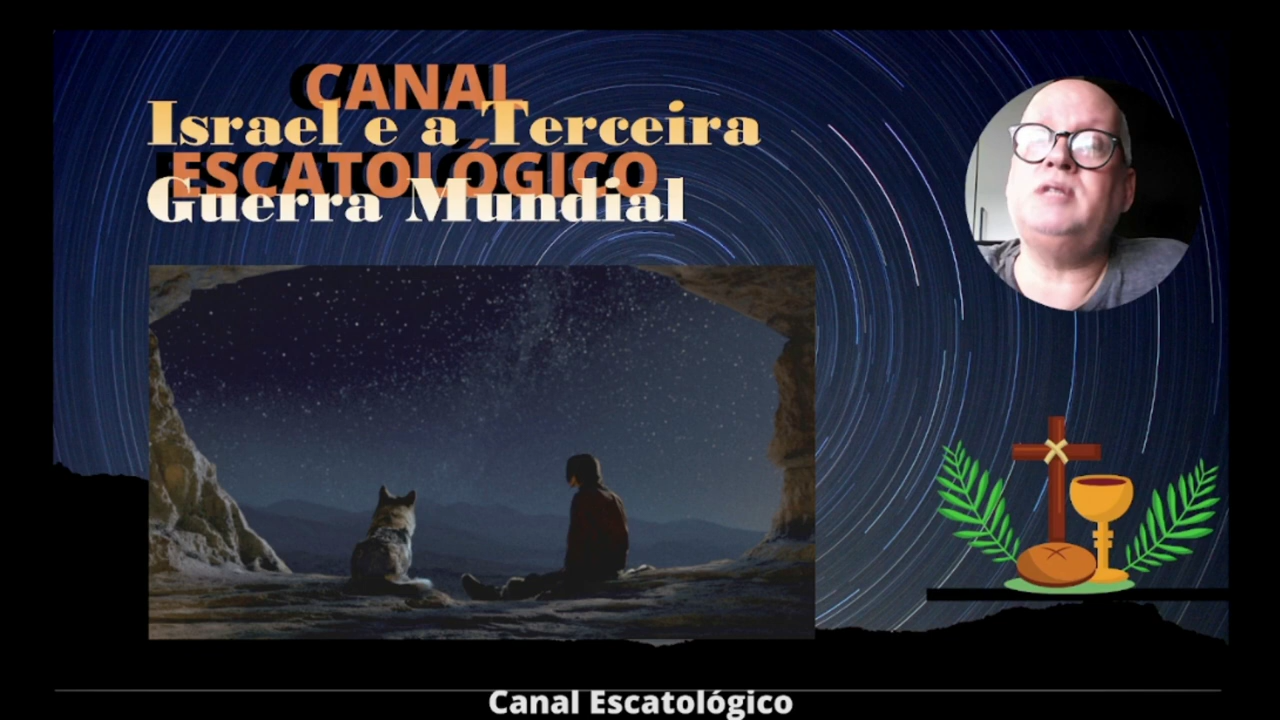 CANAL
Israel e a Terceira
ESCATOLÓGICO
Guerra Mundial
Canal Escatológico